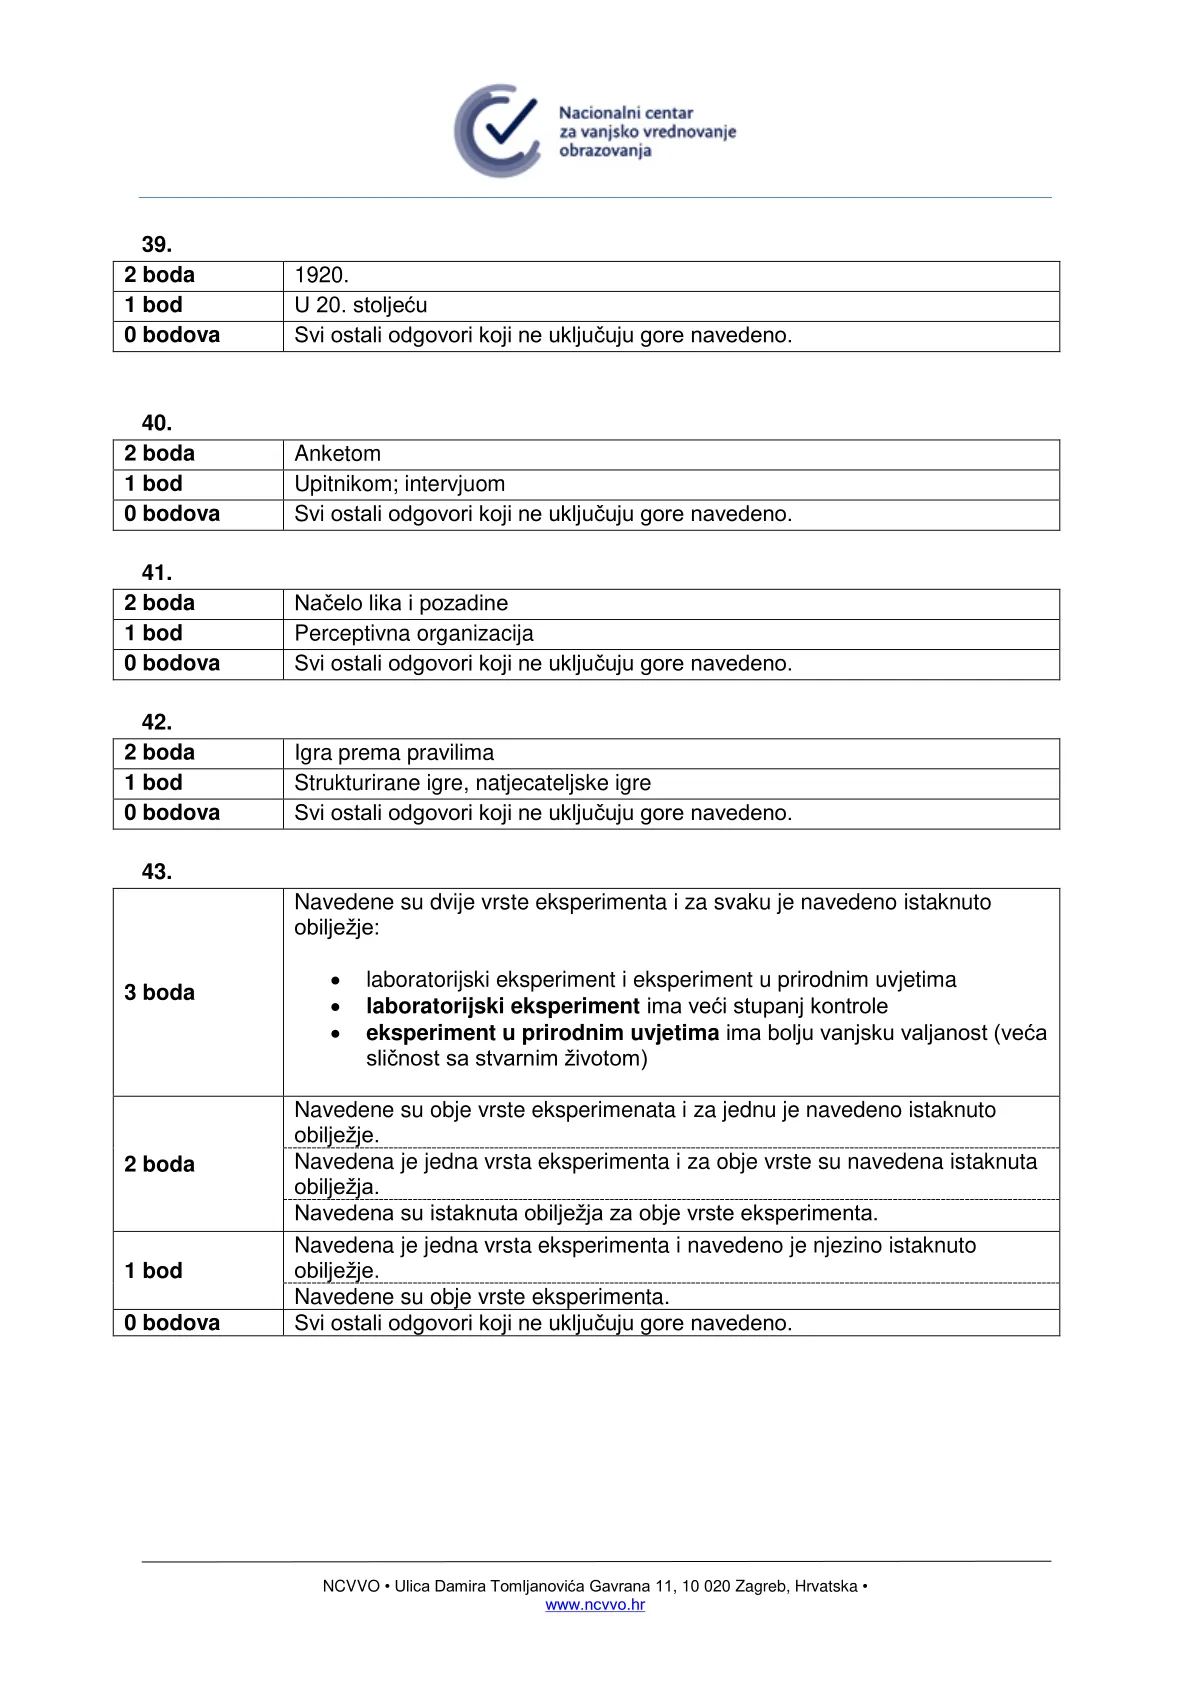 Nacionalni centar
za vanjsko vrednovanje
obrazovanja
39.
2 boda 1920.
1 bod U 20. stoljeću
0 bodova Svi ostali odgovori koji ne uključuju gore navedeno.
40.
2 boda Anketom
1 bod Upitnikom; intervjuom
0 bodova Svi ostali odgovori koji ne uključuju gore navedeno.
41.
2 boda Načelo lika i pozadine
1 bod Perceptivna organizacija
0 bodova Svi ostali odgovori koji ne uključuju gore navedeno.
42.
2 boda Igra prema pravilima
1 bod Strukturirane igre, natjecateljske igre
0 bodova Svi ostali odgovori koji ne uključuju gore navedeno.
43.
3 boda
Navedene su dvije vrste eksperimenta i za svaku je navedeno istaknuto
obilježje:
• laboratorijski eksperiment i eksperiment u prirodnim uvjetima
• laboratorijski eksperiment ima veći stupanj kontrole
• eksperiment u prirodnim uvjetima ima bolju vanjsku valjanost (veća
sličnost sa stvarnim životom)
2 boda
Navedene su obje vrste eksperimenata i za jednu je navedeno istaknuto
obilježje.
Navedena je jedna vrsta eksperimenta i za obje vrste su navedena istaknuta
obilježja.
Navedena su istaknuta obilježja za obje vrste eksperimenta.
1 bod
Navedena je jedna vrsta eksperimenta i navedeno je njezino istaknuto
obilježje.
Navedene su obje vrste eksperimenta.
0 bodova Svi ostali odgovori koji ne uključuju gore navedeno.
NCVVO • Ulica Damira Tomljanovića Gavrana 11, 10 020 Zagreb, Hrvatska •
www.ncvvo.hr